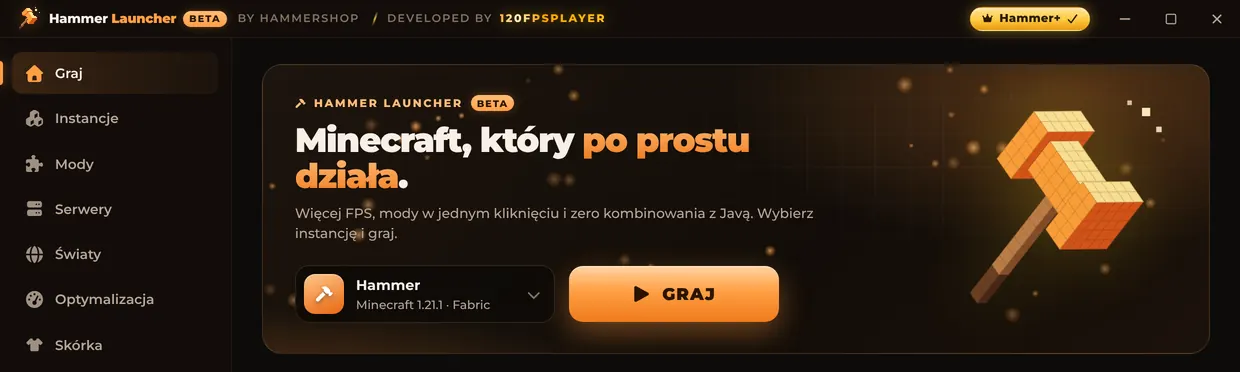 Hammer Launcher BETA BY HAMMERSHOP / DEVELOPED BY 120FPSPLAYER
Hammer+
Graj
Instancje
Mody
Serwery
Światy
Optymalizacja
Skórka
HAMMER LAUNCHER BETA
Minecraft, który po prostu
działa.
Więcej FPS, mody w jednym kliknięciu i zero kombinowania z Javą. Wybierz
instancję i graj.
Hammer
Minecraft 1.21.1 · Fabric
GRAJ